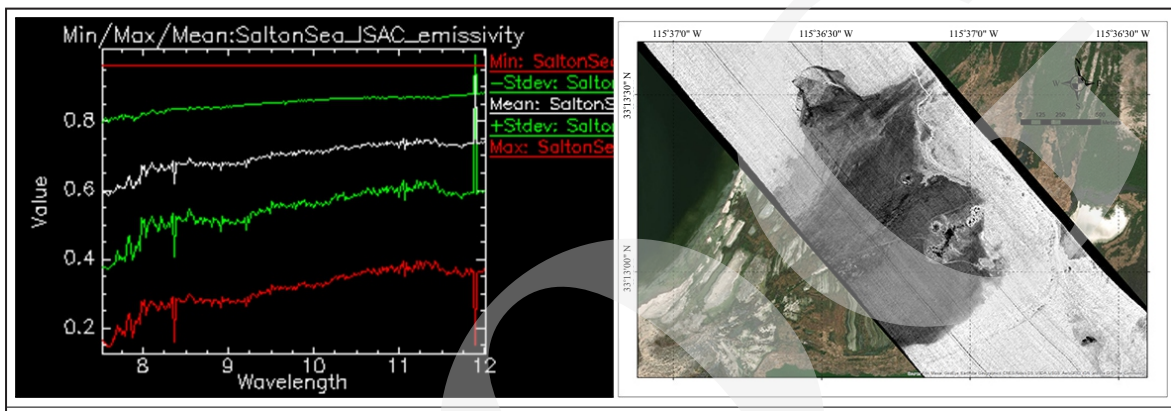 Min/Max/Mean:SaltonSea_ISAC_emissivity
Min: SaltonSe
-Stdev: Salto
Mean: SaltonS
+Stdev: Salto
Max: SaltonSe
Value
0.8
0.6
0.4
0.2
8 9 10 11 12
Wavelength
115°37'0" W 115°36'30" W 115°37'0" W 115°36'30" W
33°13'30" N
33°13'0" N
W